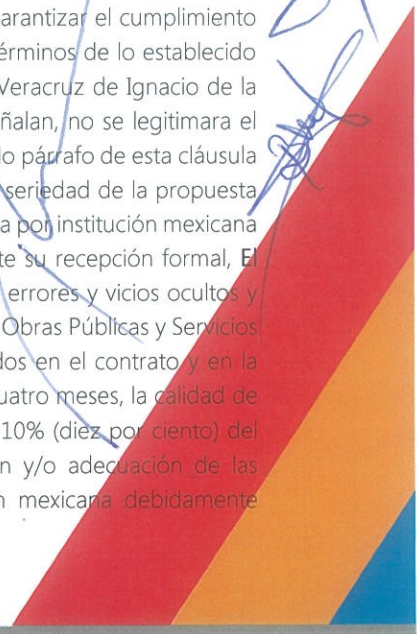 arantizar el cumplimiento
érminos de lo establecido
Veracruz de Ignacio de la
ñalan, no se legitimara el
do párrafo de esta cláusula
seriedad de la propuesta
a por institución mexicana
te su recepción formal, El
errores y vicios ocultos y
Obras Públicas y Servicios
dos en el contrato y en la
uatro meses, la calidad de
10% (diez por ciento) del
n y/o adecuación de las
n mexicana debidamente